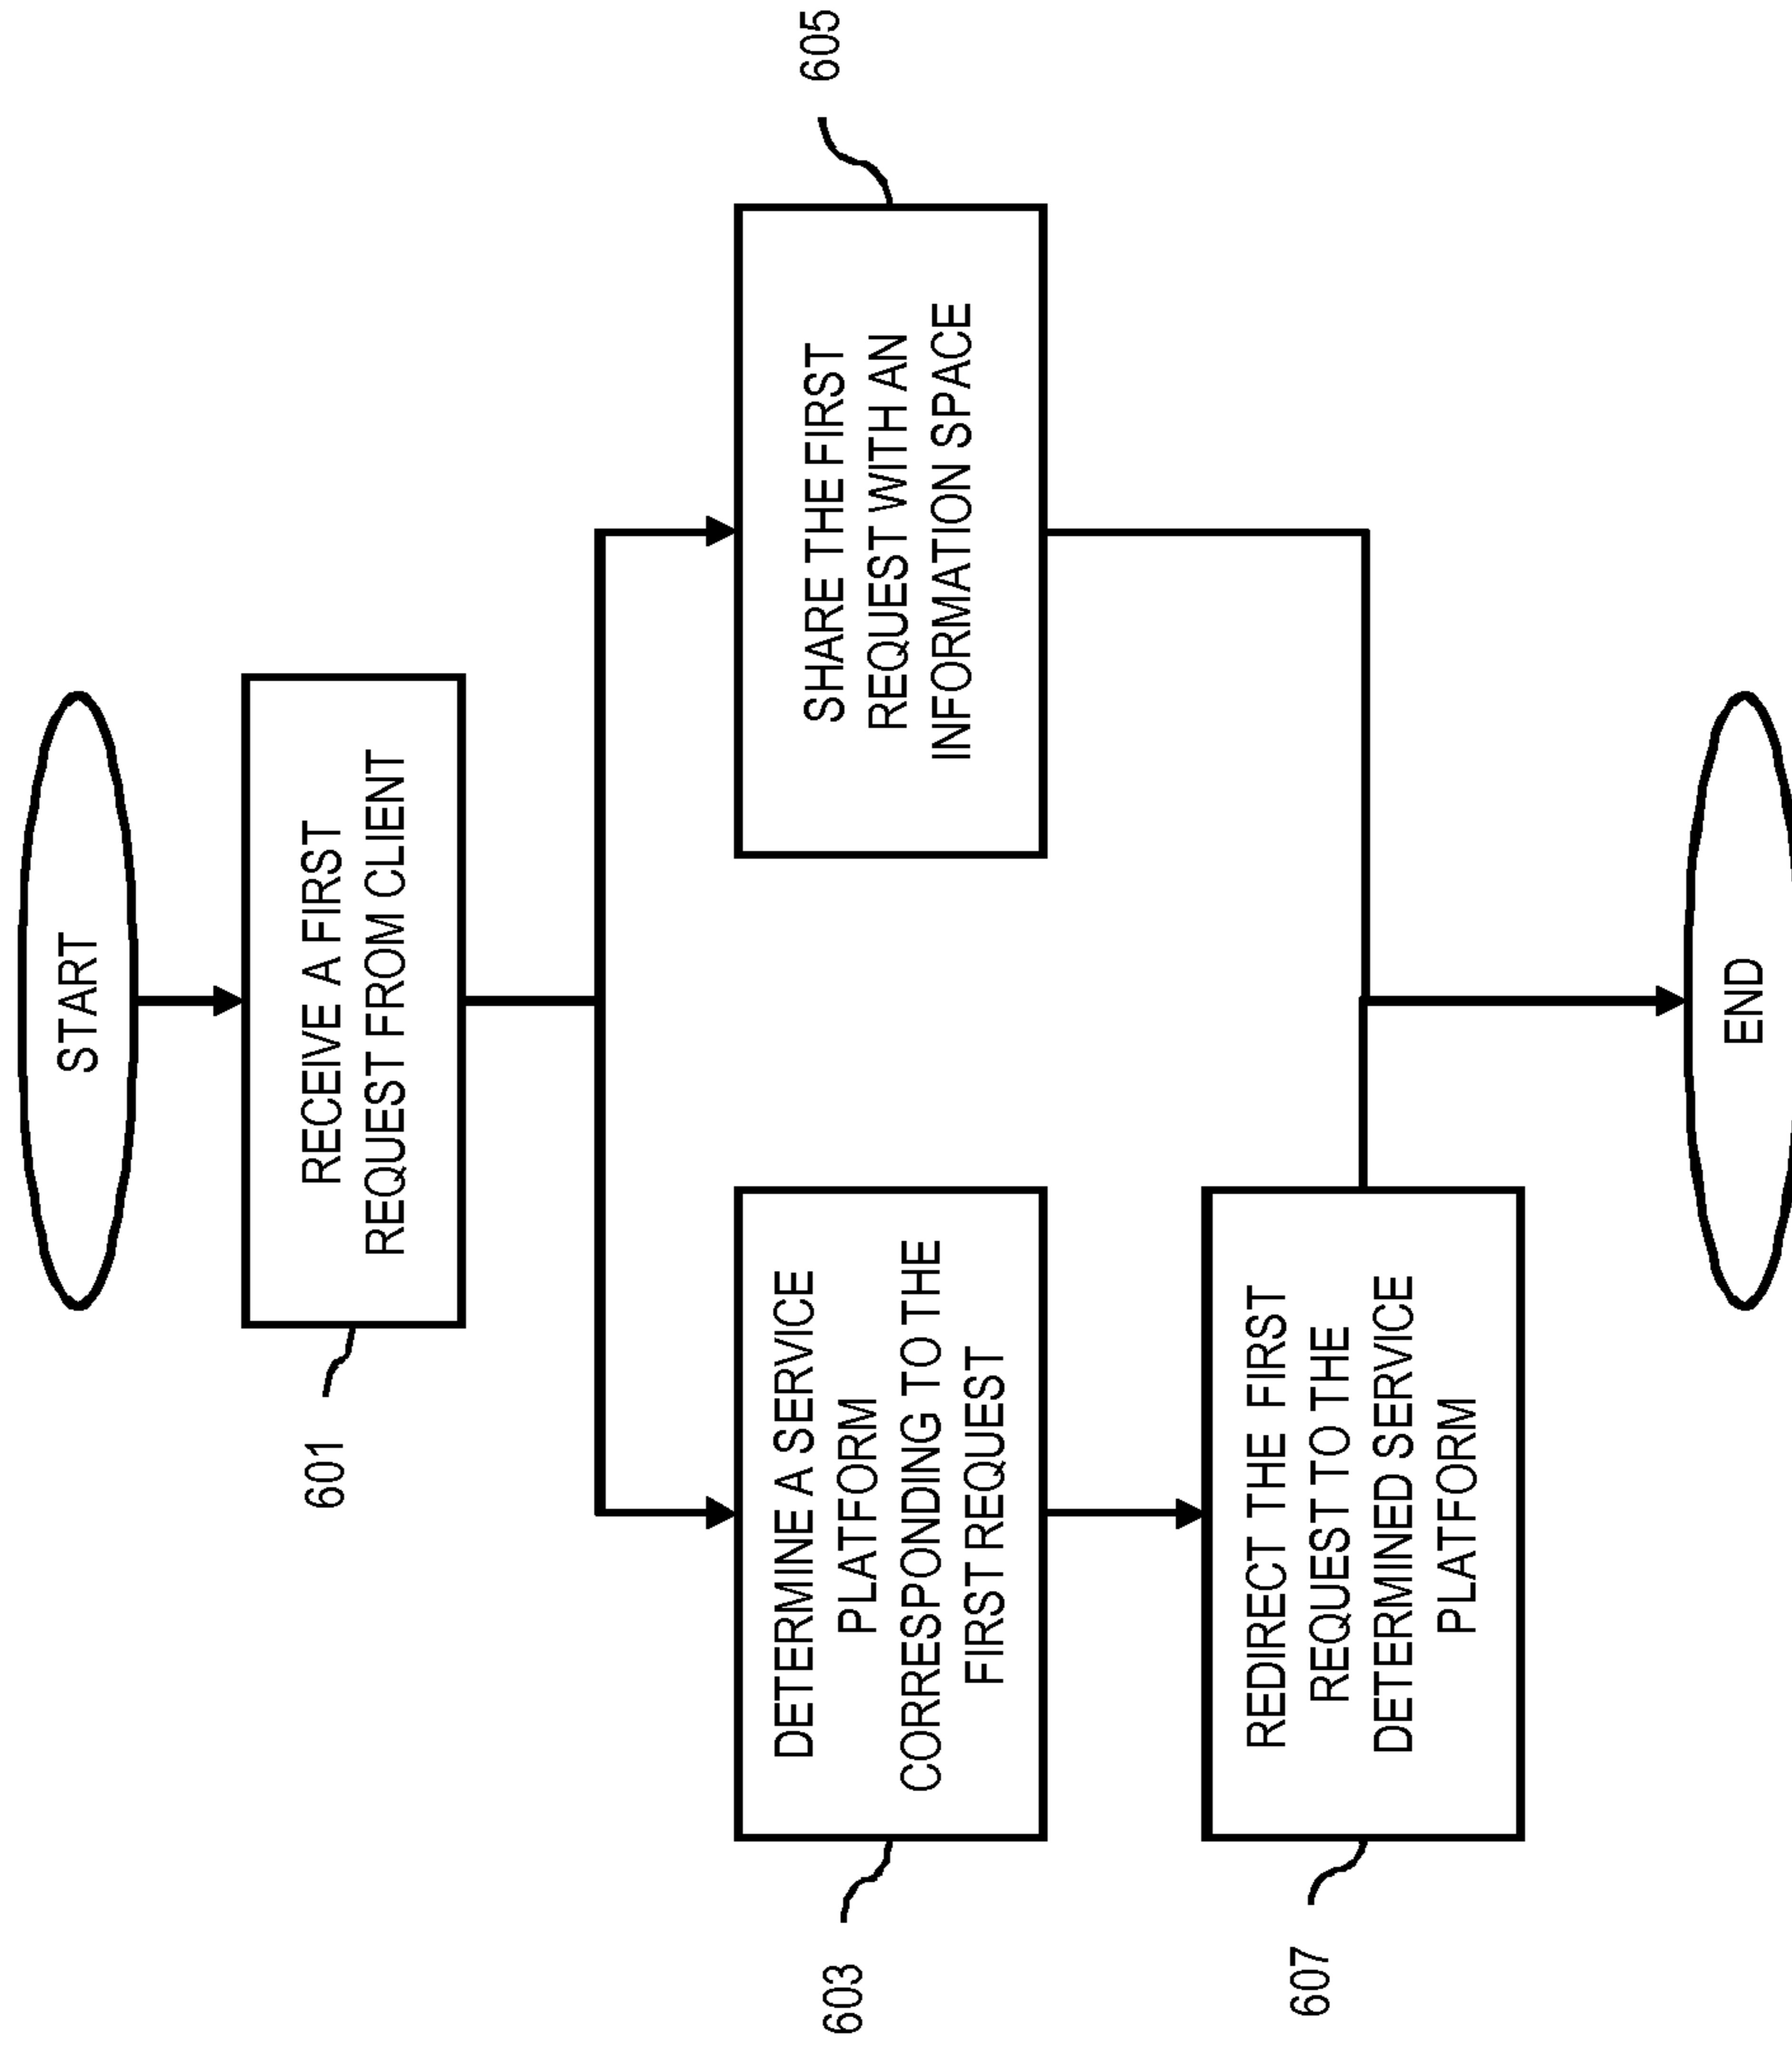 START
601
RECEIVE A FIRST
REQUEST FROM CLIENT
603
DETERMINE A SERVICE
PLATFORM
CORRESPONDING TO THE
FIRST REQUEST
605
SHARE THE FIRST
REQUEST WITH AN
INFORMATION SPACE
607
REDIRECT THE FIRST
REQUEST TO THE
DETERMINED SERVICE
PLATFORM
END